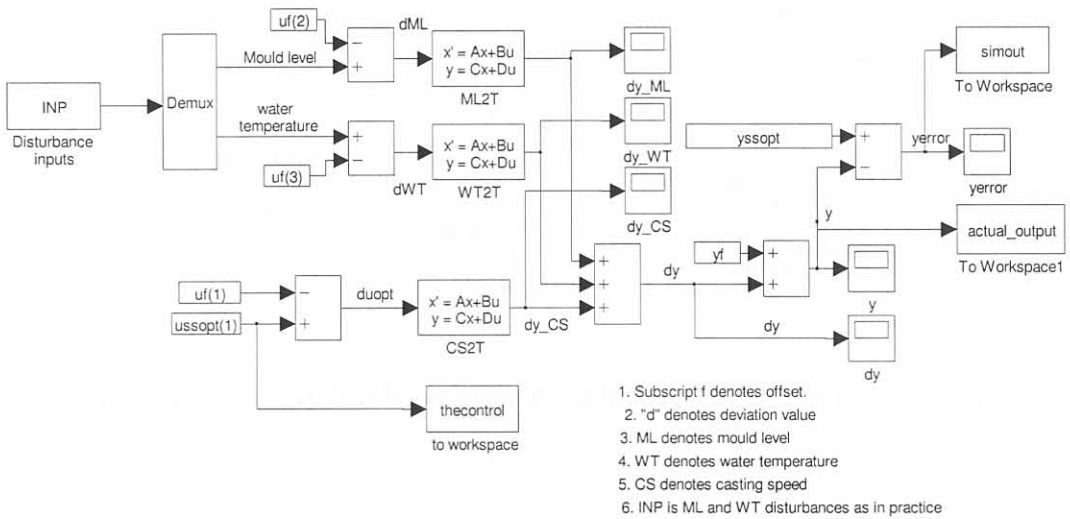 uf(2)
dML
Mould level
x' = Ax+Bu
y = Cx+Du
ML2T
dy_ML
simout
To Workspace
INP
Disturbance
inputs
Demux
water
temperature
uf(3)
dWT
x' = Ax+Bu
y = Cx+Du
WT2T
dy_WT
yssopt
yerror
yerror
dy_CS
y
actual_output
To Workspace1
uf(1)
ussopt(1)
duopt
x' = Ax+Bu
y = Cx+Du
CS2T
dy_CS
dy
yf
y
dy
dy
thecontrol
to workspace
1. Subscript f denotes offset.
2. "d" denotes deviation value
3. ML denotes mould level
4. WT denotes water temperature
5. CS denotes casting speed
6. INP is ML and WT disturbances as in practice